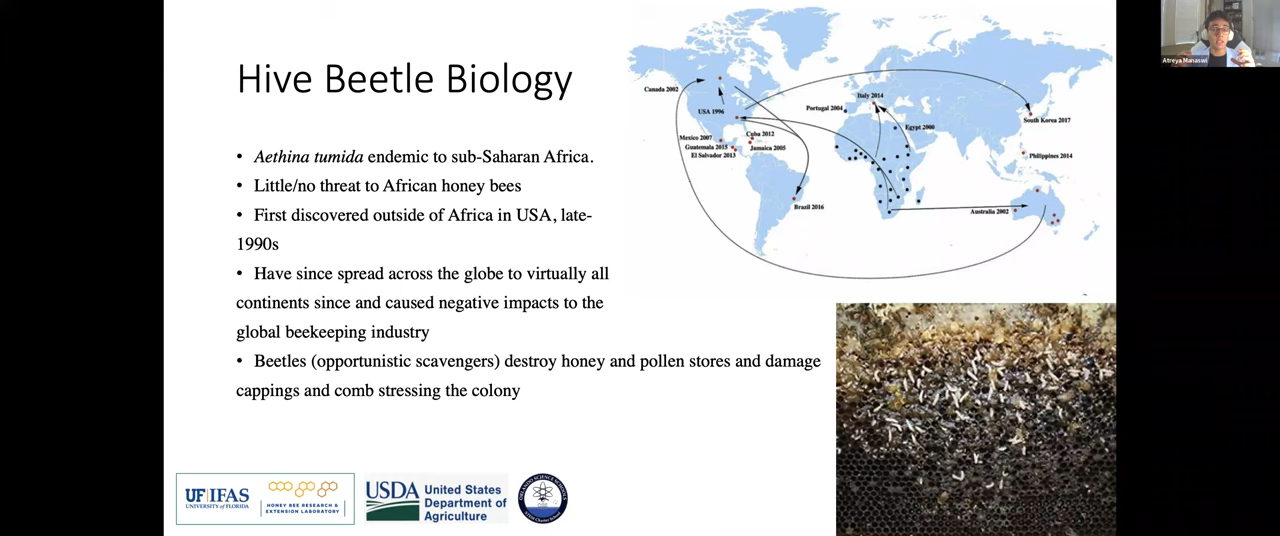 Hive Beetle Biology
• Aethina tumida endemic to sub-Saharan Africa.
• Little/no threat to African honey bees
• First discovered outside of Africa in USA, late-
1990s
• Have since spread across the globe to virtually all
continents since and caused negative impacts to the
global beekeeping industry
• Beetles (opportunistic scavengers) destroy honey and pollen stores and damage
cappings and comb stressing the colony
Canada 2002
USA 1996
Mexico 2007
Guatemala 2015
El Salvador 2013
Cuba 2012
Jamaica 2005
Brazil 2016
Portugal 2004
Italy 2014
Egypt 2000
South Korea 2017
Philippines 2014
Australia 2002
Atreya Manaswi
UF|IFAS
UNIVERSITY of FLORIDA
HONEY BEE RESEARCH &
EXTENSION LABORATORY
USDA
United States
Department of
Agriculture